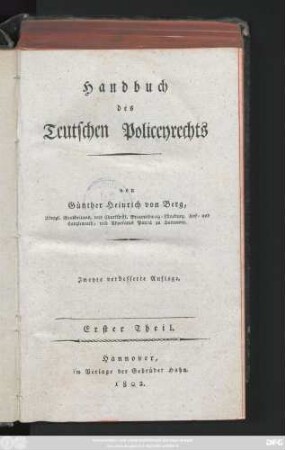 Handbuch
des
Teutschen Policeyrechts
von
Günther Heinrich von Berg,
Zweyte verbesserte Auflage.
Erster Theil.
Hannover,
im Verlage der Gebrüder Hahn.
1802.